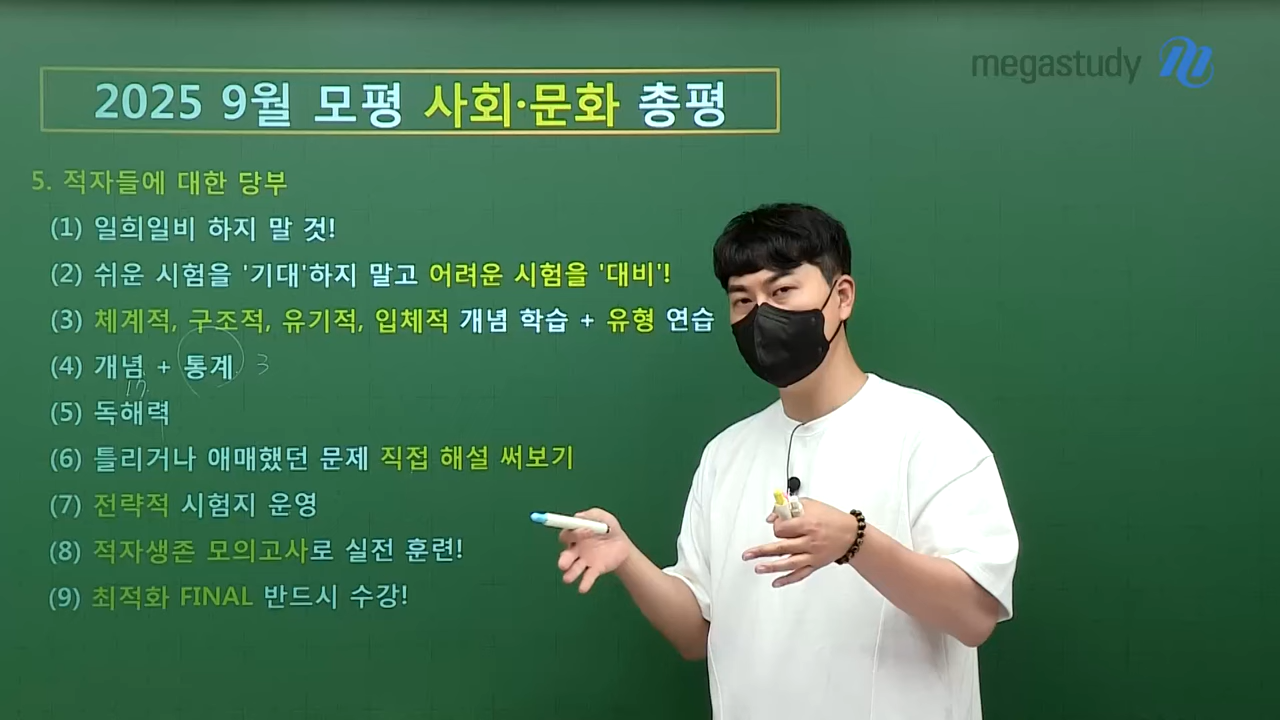 megastudy
2025 9월 모평 사회·문화 총평
5. 적자들에 대한 당부
(1) 일희일비 하지 말 것!
(2) 쉬운 시험을 '기대'하지 말고 어려운 시험을 '대비'!
(3) 체계적, 구조적, 유기적, 입체적 개념 학습 + 유형 연습
(4) 개념 + 통계 3
17.
(5) 독해력
(6) 틀리거나 애매했던 문제 직접 해설 써보기
(7) 전략적 시험지 운영
(8) 적자생존 모의고사로 실전 훈련!
(9) 최적화 FINAL 반드시 수강!